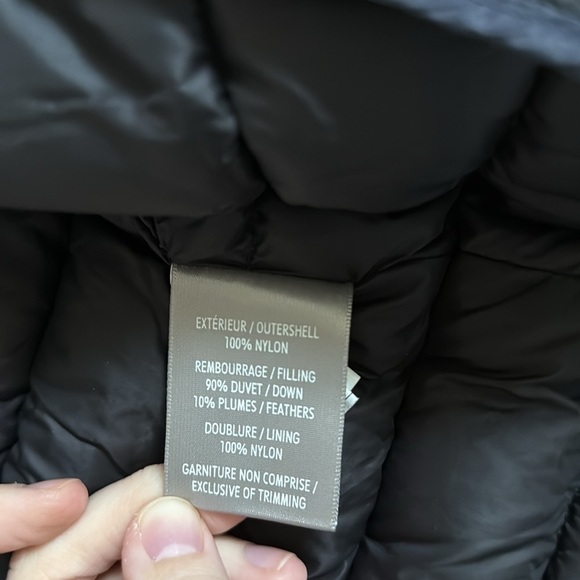 EXTÉRIEUR / OUTERSHELL
100% NYLON
REMBOURRAGE / FILLING
90% DUVET / DOWN
10% PLUMES / FEATHERS
DOUBLURE / LINING
100% NYLON
GARNITURE NON COMPRISE /
EXCLUSIVE OF TRIMMING